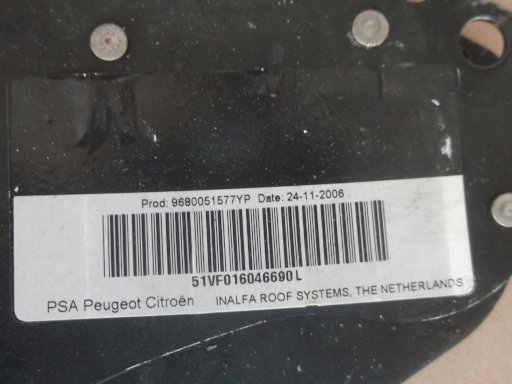 Prod: 9680051577YP Date: 24-11-2006
51VF016046690L
PSA Peugeot Citroën INALFA ROOF SYSTEMS, THE NETHERLANDS